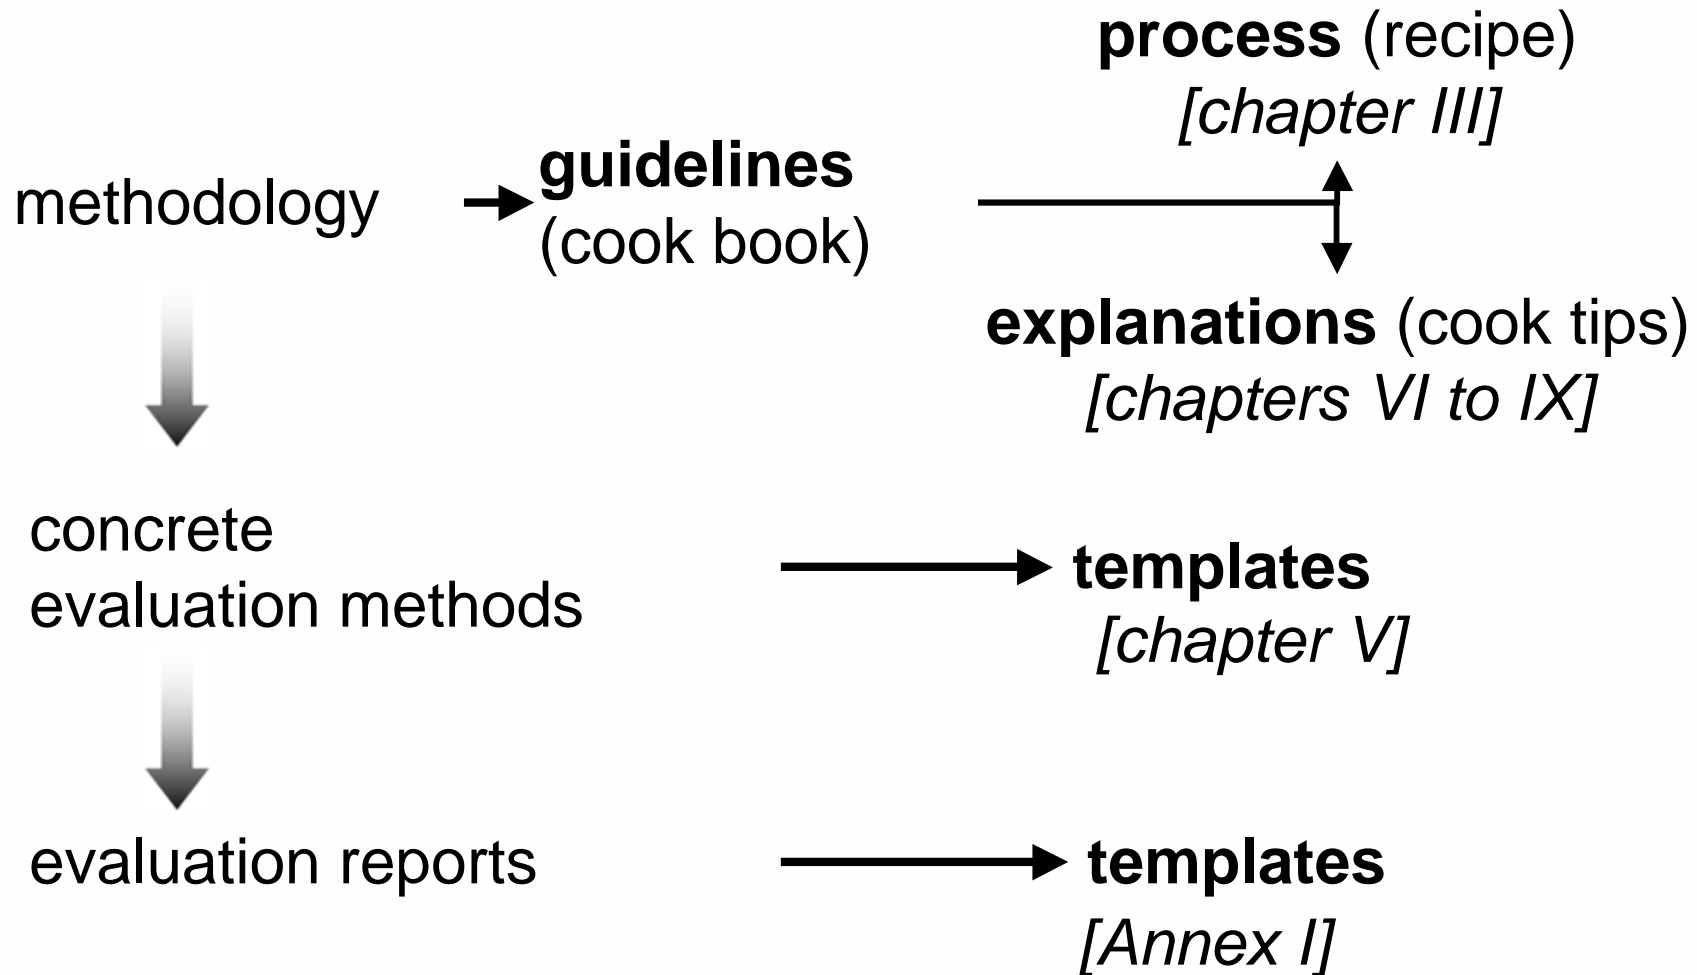 process (recipe)
[chapter III]
methodology
guidelines
(cook book)
explanations (cook tips)
[chapters VI to IX]
concrete
evaluation methods
templates
[chapter V]
evaluation reports
templates
[Annex I]